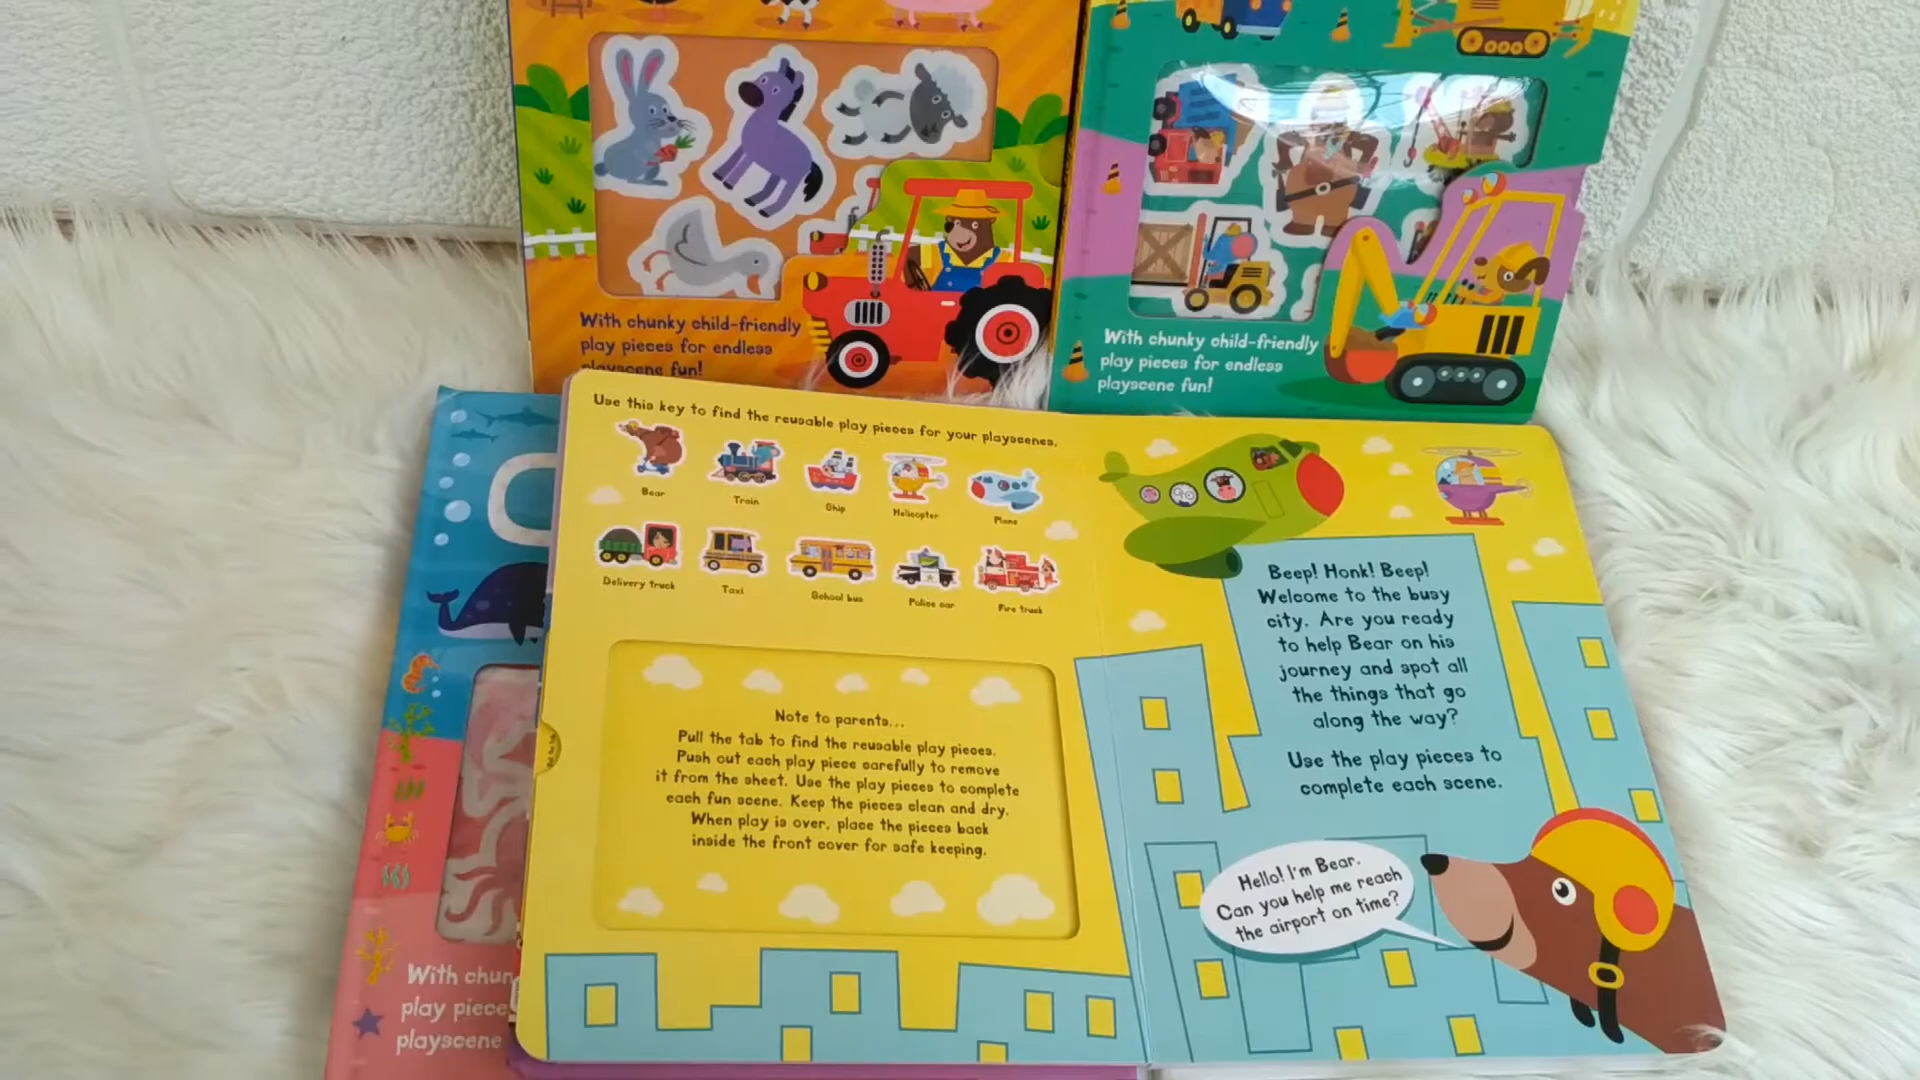 With chunky child-friendly
play pieces for endless
playscene fun!
With chunky child-friendly
play pieces for endless
playscene fun!
Use this key to find the reusable play pieces for your playscenes.
Bear
Train
Ship
Helicopter
Plane
Delivery truck
Taxi
School bus
Police car
Fire truck
Note to parents...
Pull the tab to find the reusable play pieces.
Push out each play piece carefully to remove
it from the sheet. Use the play pieces to complete
each fun scene. Keep the pieces clean and dry.
When play is over, place the pieces back
inside the front cover for safe keeping.
Beep! Honk! Beep!
Welcome to the busy
city. Are you ready
to help Bear on his
journey and spot all
the things that go
along the way?
Use the play pieces to
complete each scene.
Hello! I'm Bear.
Can you help me reach
the airport on time?
With chun
play piece
playscene